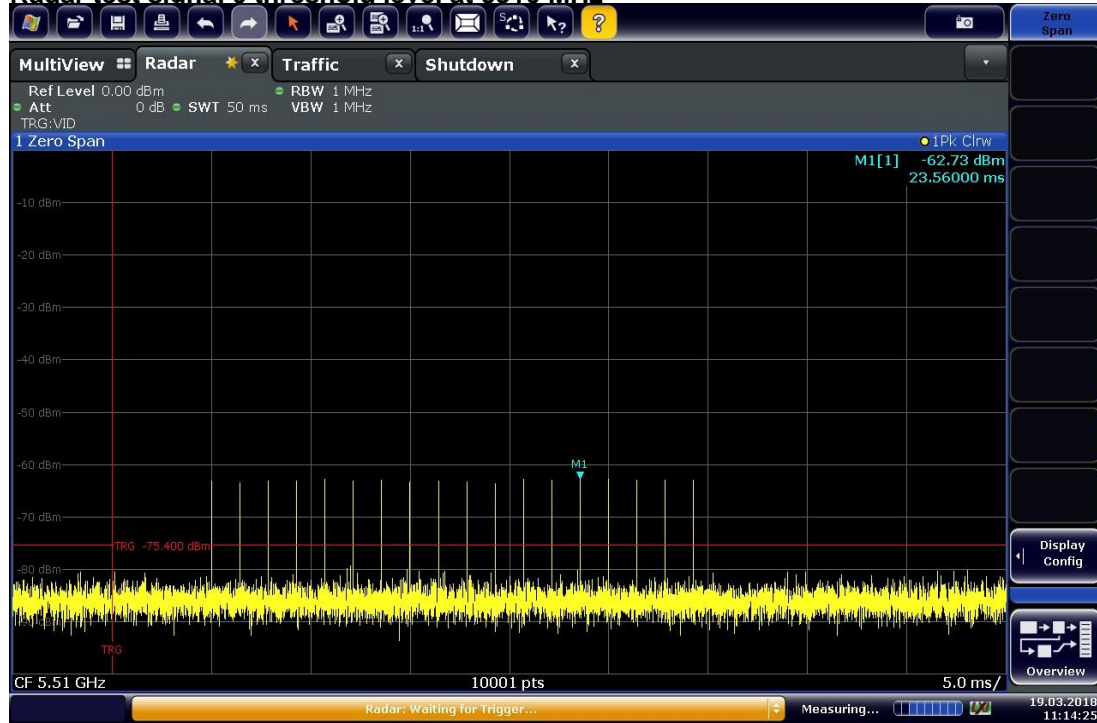 Zero
Span
MultiView Radar x Traffic x Shutdown x
Ref Level 0.00 dBm RBW 1 MHz
Att 0 dB SWT 50 ms VBW 1 MHz
TRG:VID
1 Zero Span 1Pk Clrw
M1[1] -62.73 dBm
23.56000 ms
-10 dBm
-20 dBm
-30 dBm
-40 dBm
-50 dBm
-60 dBm
M1
-70 dBm
TRG -75.400 dBm
-80 dBm
TRG
CF 5.51 GHz 10001 pts 5.0 ms/
Display
Config
Overview
Radar: Waiting for Trigger... Measuring... 19.03.2018
11:14:25